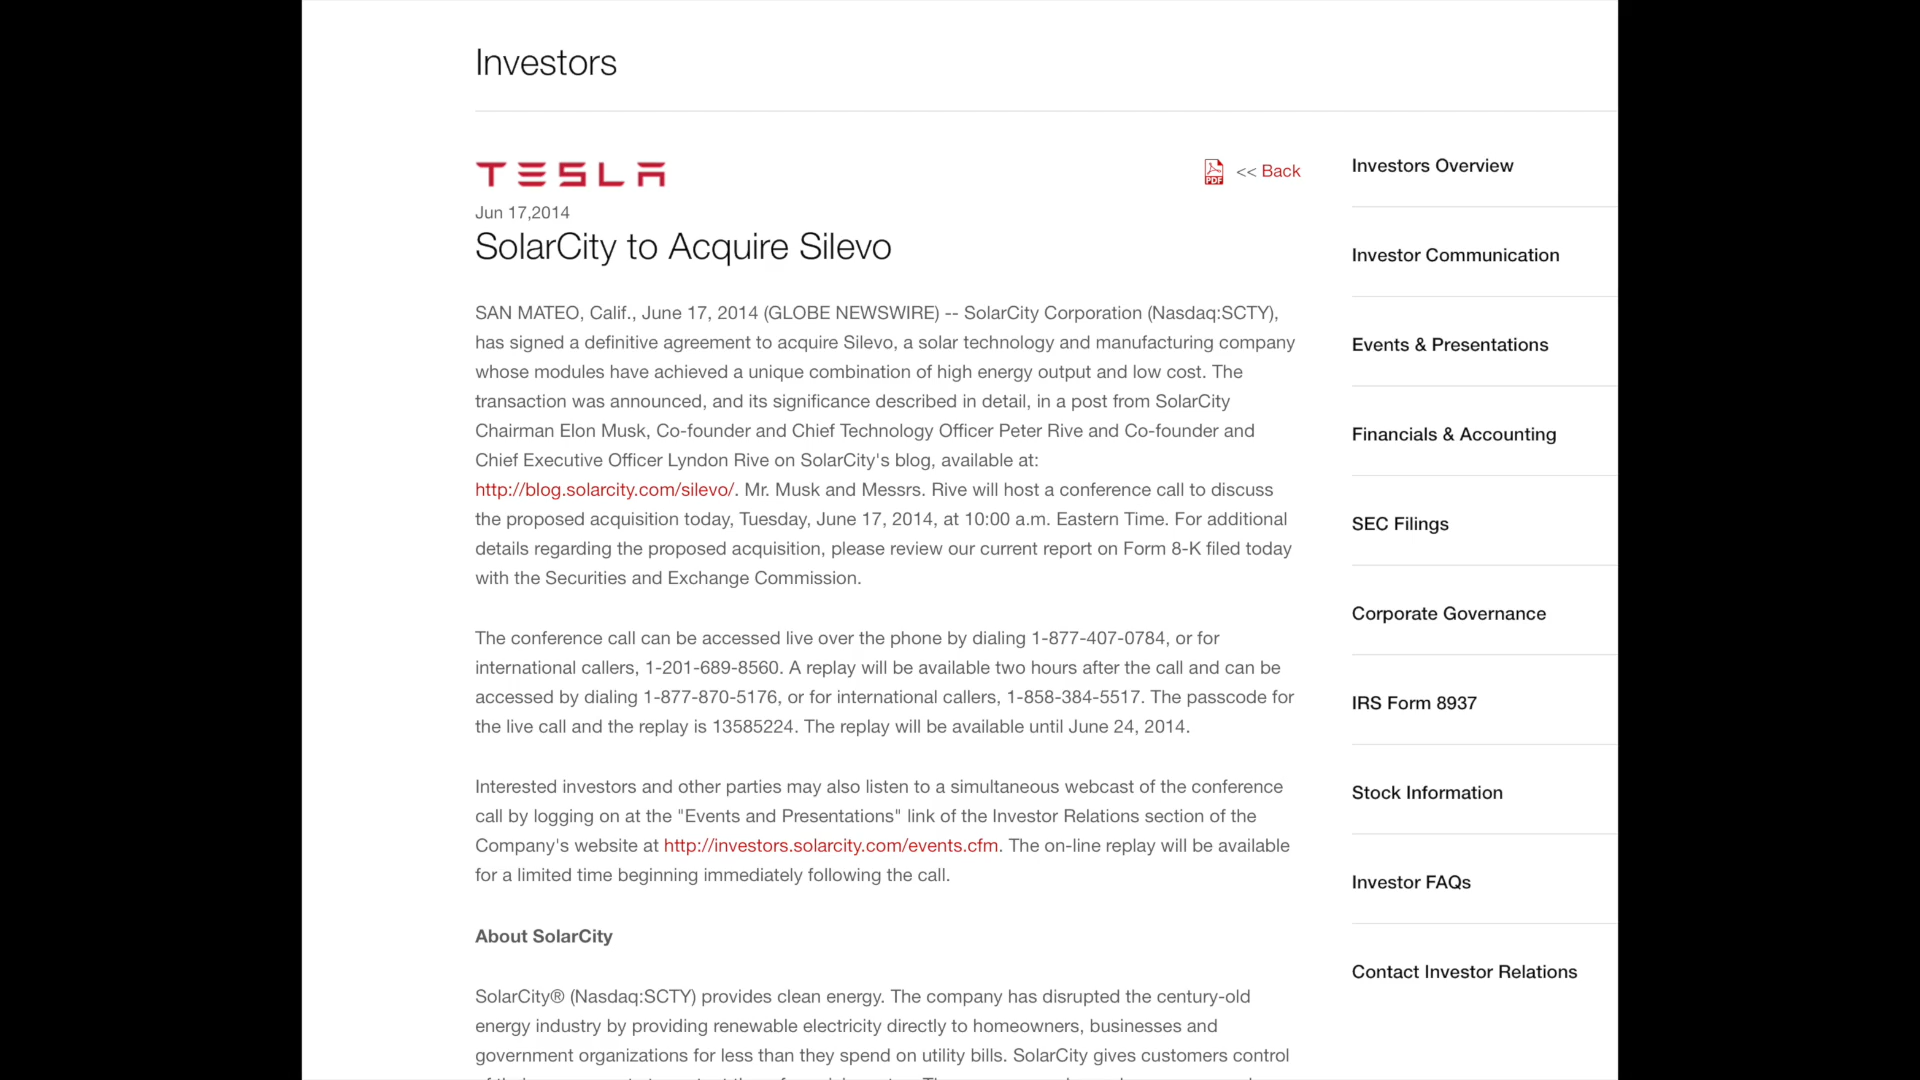 Investors
TESLA
PDF
<< Back
Jun 17,2014
SolarCity to Acquire Silevo
SAN MATEO, Calif., June 17, 2014 (GLOBE NEWSWIRE) -- SolarCity Corporation (Nasdaq:SCTY),
has signed a definitive agreement to acquire Silevo, a solar technology and manufacturing company
whose modules have achieved a unique combination of high energy output and low cost. The
transaction was announced, and its significance described in detail, in a post from SolarCity
Chairman Elon Musk, Co-founder and Chief Technology Officer Peter Rive and Co-founder and
Chief Executive Officer Lyndon Rive on SolarCity's blog, available at:
http://blog.solarcity.com/silevo/. Mr. Musk and Messrs. Rive will host a conference call to discuss
the proposed acquisition today, Tuesday, June 17, 2014, at 10:00 a.m. Eastern Time. For additional
details regarding the proposed acquisition, please review our current report on Form 8-K filed today
with the Securities and Exchange Commission.
The conference call can be accessed live over the phone by dialing 1-877-407-0784, or for
international callers, 1-201-689-8560. A replay will be available two hours after the call and can be
accessed by dialing 1-877-870-5176, or for international callers, 1-858-384-5517. The passcode for
the live call and the replay is 13585224. The replay will be available until June 24, 2014.
Interested investors and other parties may also listen to a simultaneous webcast of the conference
call by logging on at the "Events and Presentations" link of the Investor Relations section of the
Company's website at http://investors.solarcity.com/events.cfm. The on-line replay will be available
for a limited time beginning immediately following the call.
About SolarCity
SolarCity® (Nasdaq:SCTY) provides clean energy. The company has disrupted the century-old
energy industry by providing renewable electricity directly to homeowners, businesses and
government organizations for less than they spend on utility bills. SolarCity gives customers control
Investors Overview
Investor Communication
Events & Presentations
Financials & Accounting
SEC Filings
Corporate Governance
IRS Form 8937
Stock Information
Investor FAQs
Contact Investor Relations